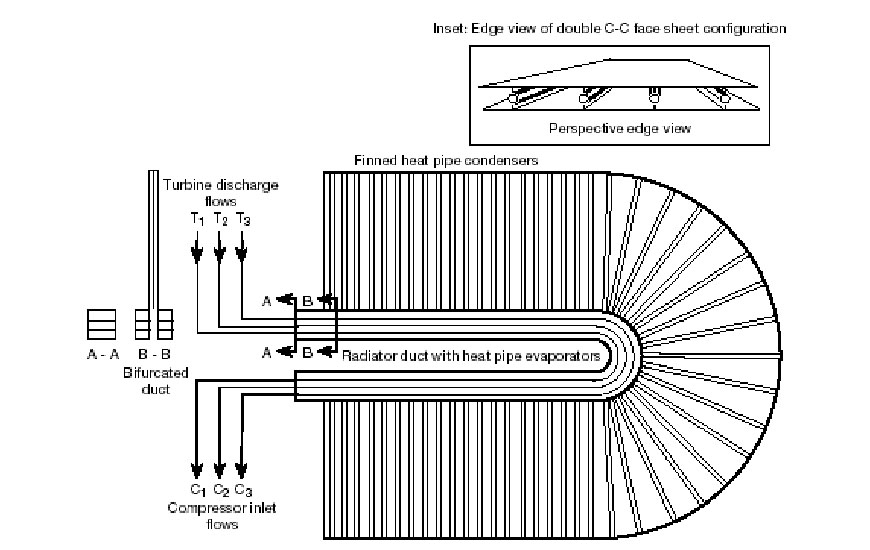 Inset: Edge view of double C-C face sheet configuration
Perspective edge view
Finned heat pipe condensers
Turbine discharge
flows
T1 T2 T3
A B
A B
Radiator duct with heat pipe evaporators
A - A B - B
Bifurcated
duct
C1 C2 C3
Compressor inlet
flows